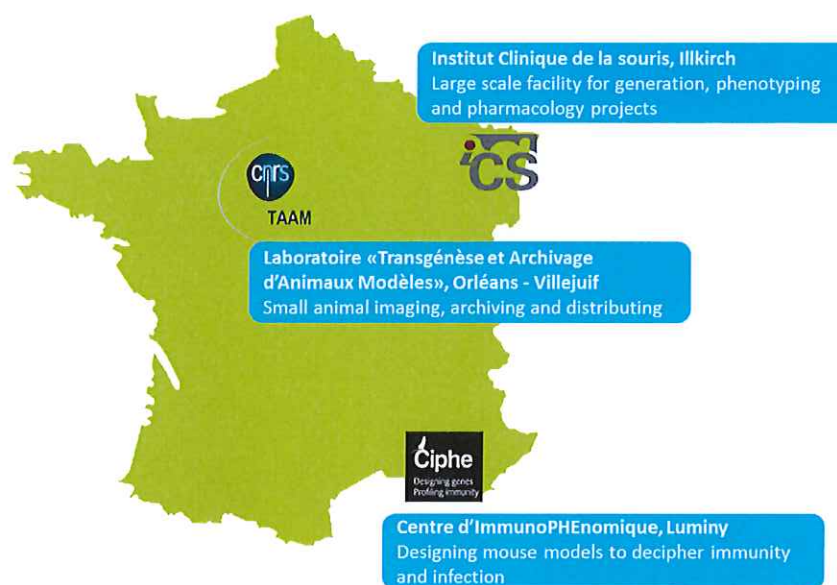 Institut Clinique de la souris, Illkirch
Large scale facility for generation, phenotyping
and pharmacology projects
iCS
cnrs
TAAM
Laboratoire «Transgénèse et Archivage
d’Animaux Modèles», Orléans - Villejuif
Small animal imaging, archiving and distributing
Ciphe
Designing genes
Profiling immunity
Centre d’ImmunoPHEnomique, Luminy
Designing mouse models to decipher immunity
and infection